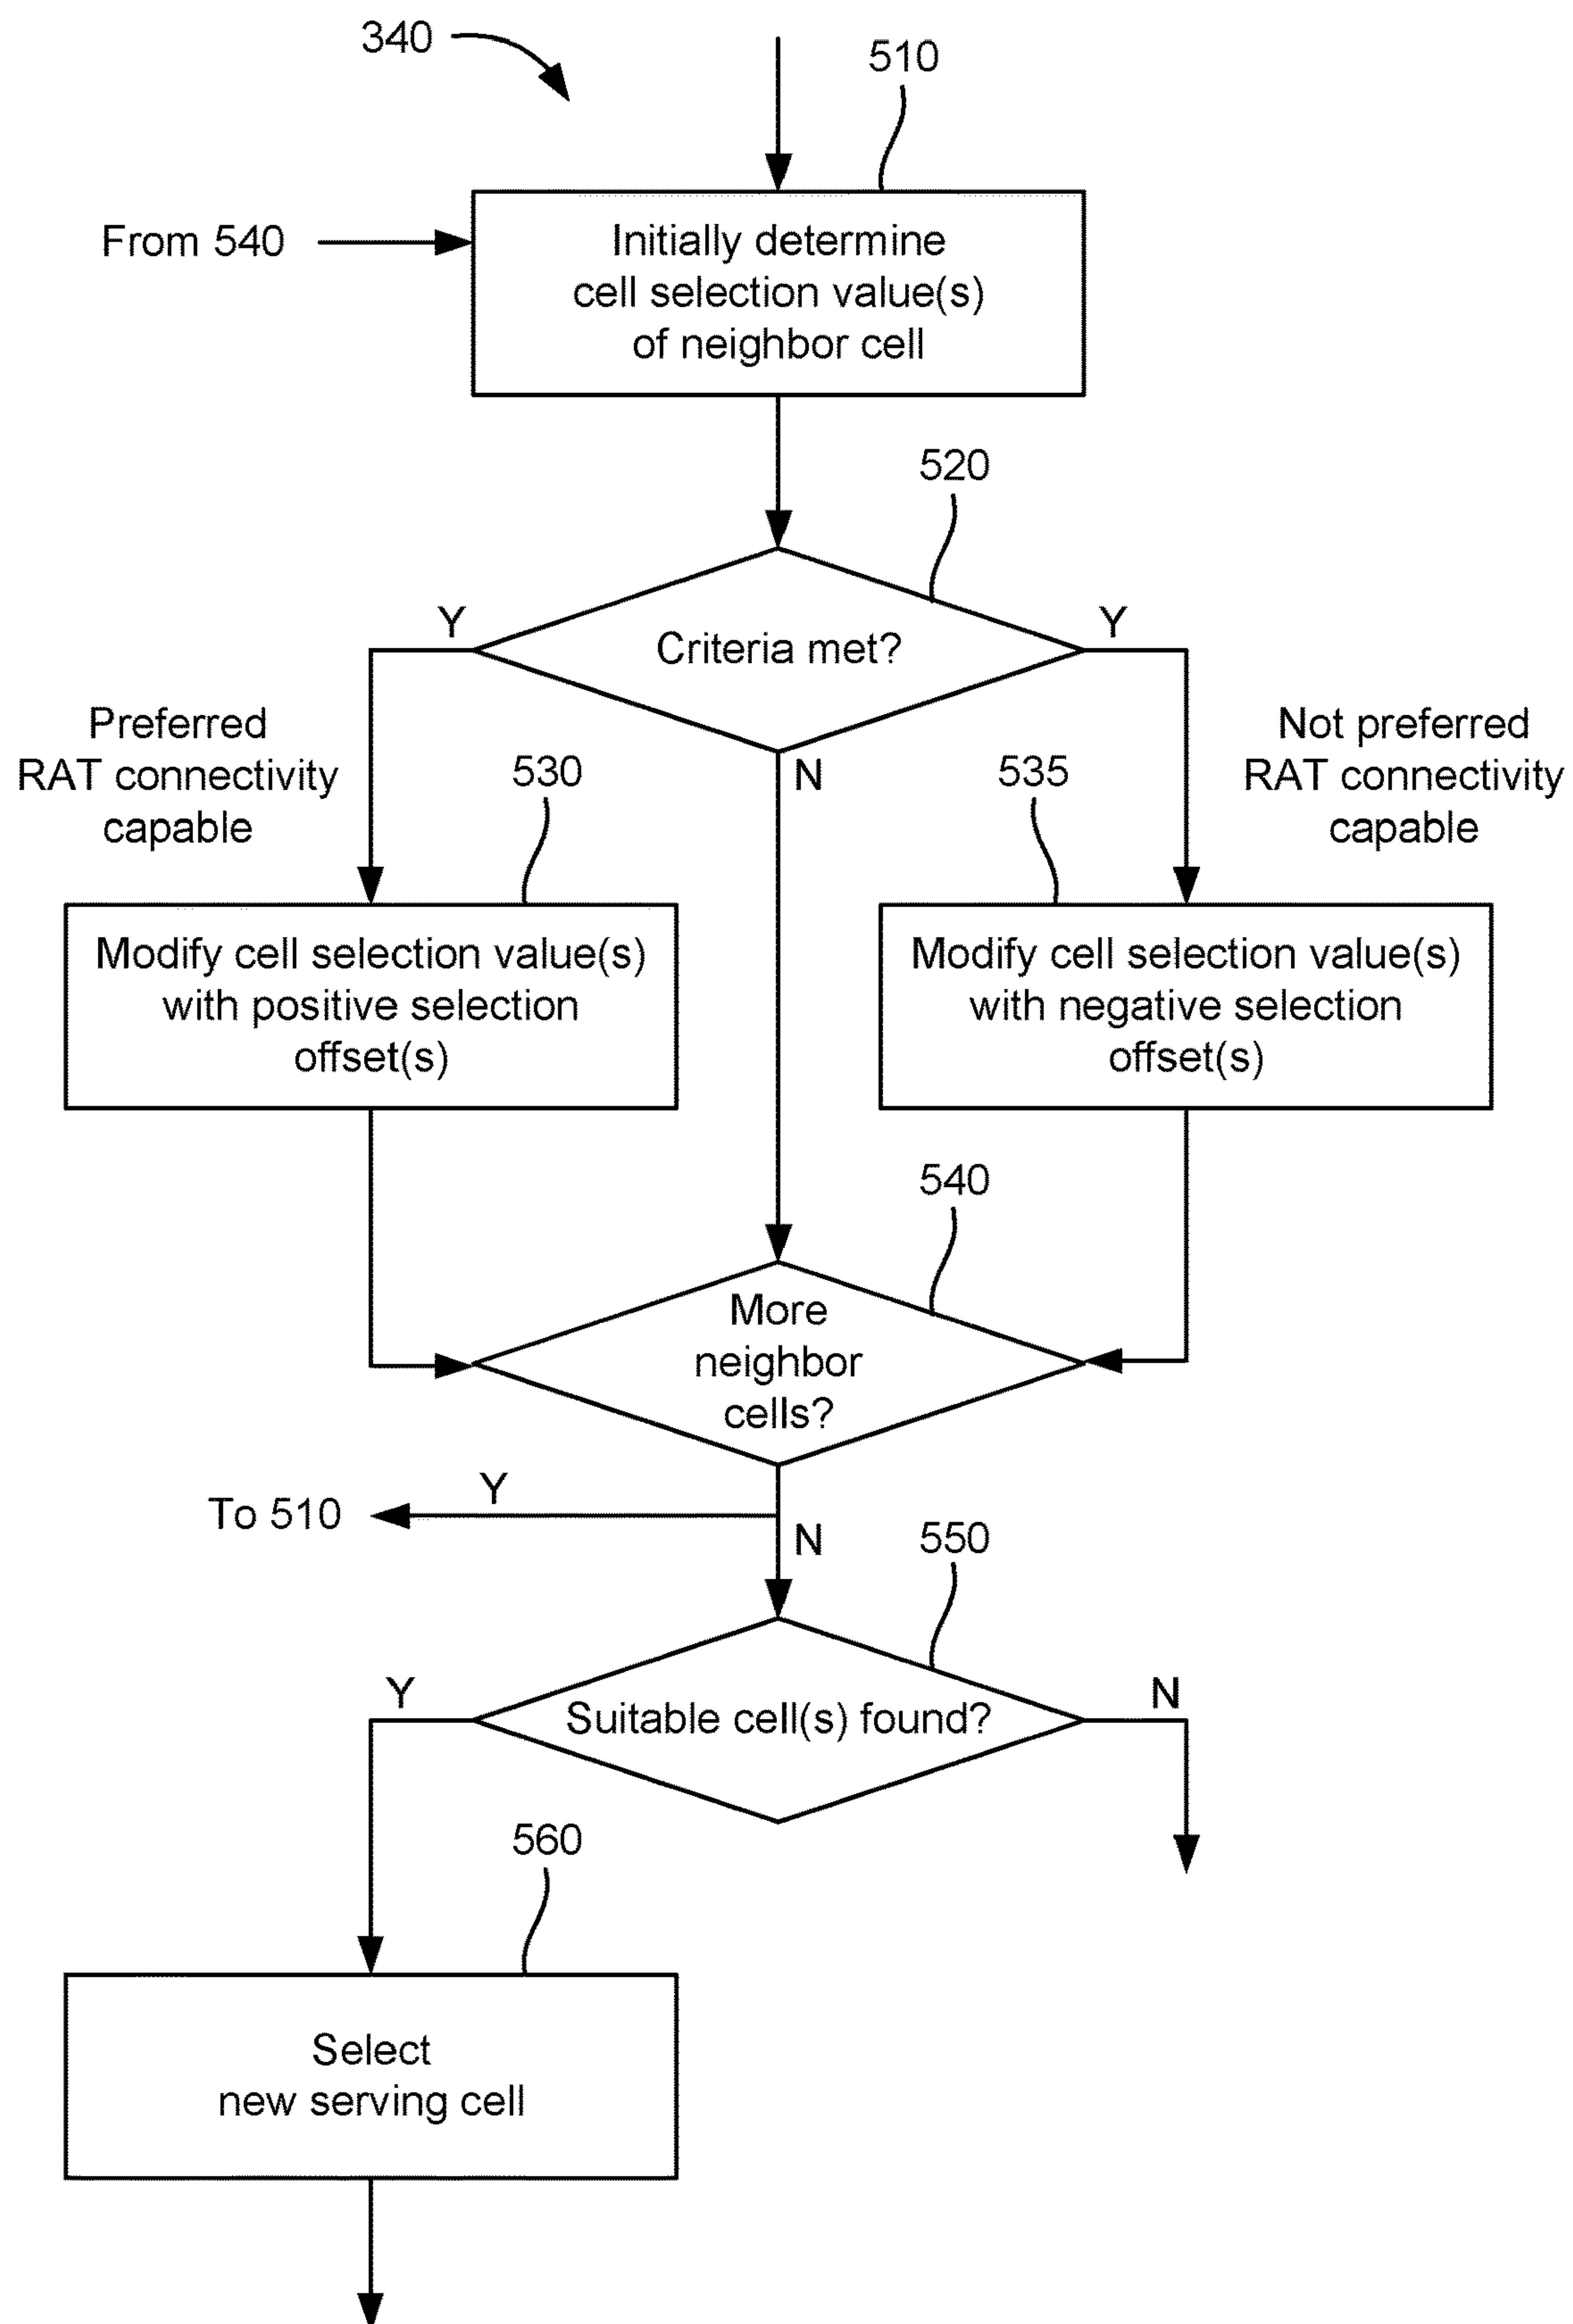 340
510
From 540
Initially determine
cell selection value(s)
of neighbor cell
520
Y
Criteria met?
Y
Preferred
RAT connectivity
capable
530
N
535
Not preferred
RAT connectivity
capable
Modify cell selection value(s)
with positive selection
offset(s)
Modify cell selection value(s)
with negative selection
offset(s)
540
More
neighbor
cells?
To 510
Y
N
550
Y
Suitable cell(s) found?
N
560
Select
new serving cell